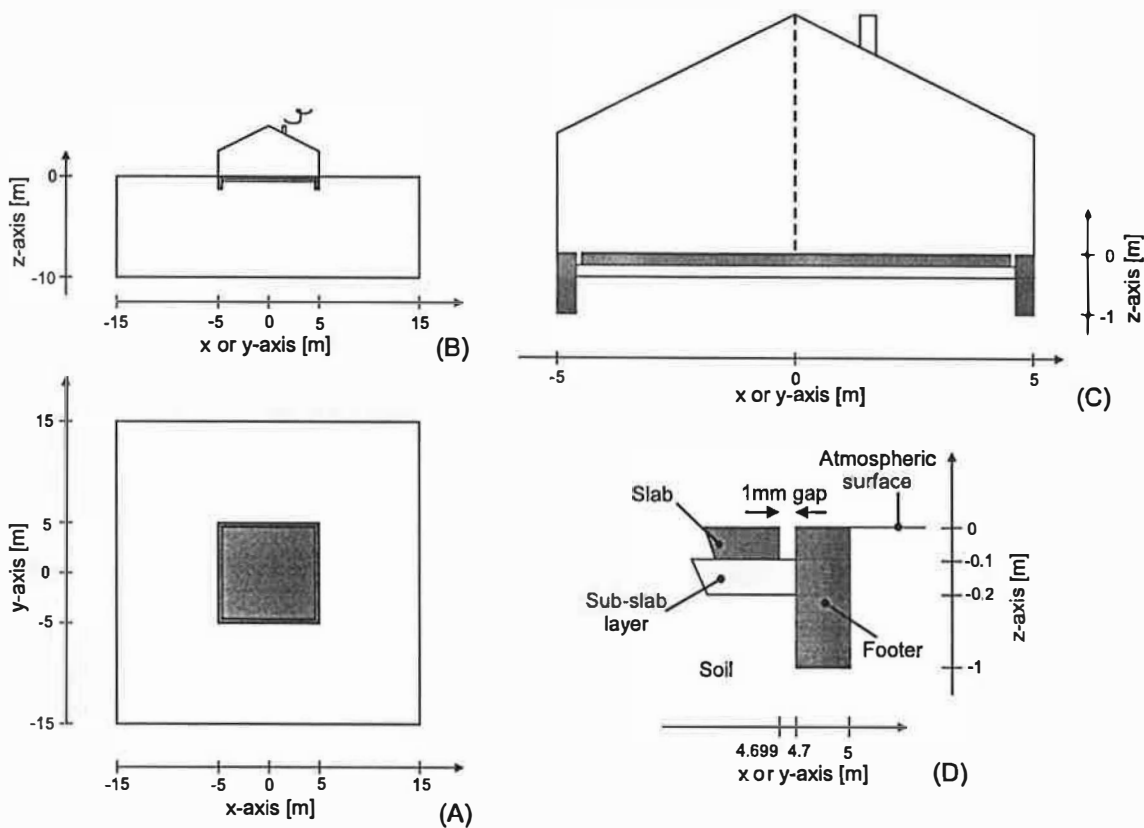 z-axis [m]
0
-10
-15 -5 0 5 15
x or y-axis [m]
(B)
0
-1
z-axis [m]
-5 0 5
x or y-axis [m]
(C)
y-axis [m]
15
5
0
-5
-15
-15 -5 0 5 15
x-axis [m]
(A)
Atmospheric
surface
1mm gap
Slab
Sub-slab
layer
Soil
Footer
0
-0.1
-0.2
-1
z-axis [m]
4.699 4.7 5
x or y-axis [m]
(D)